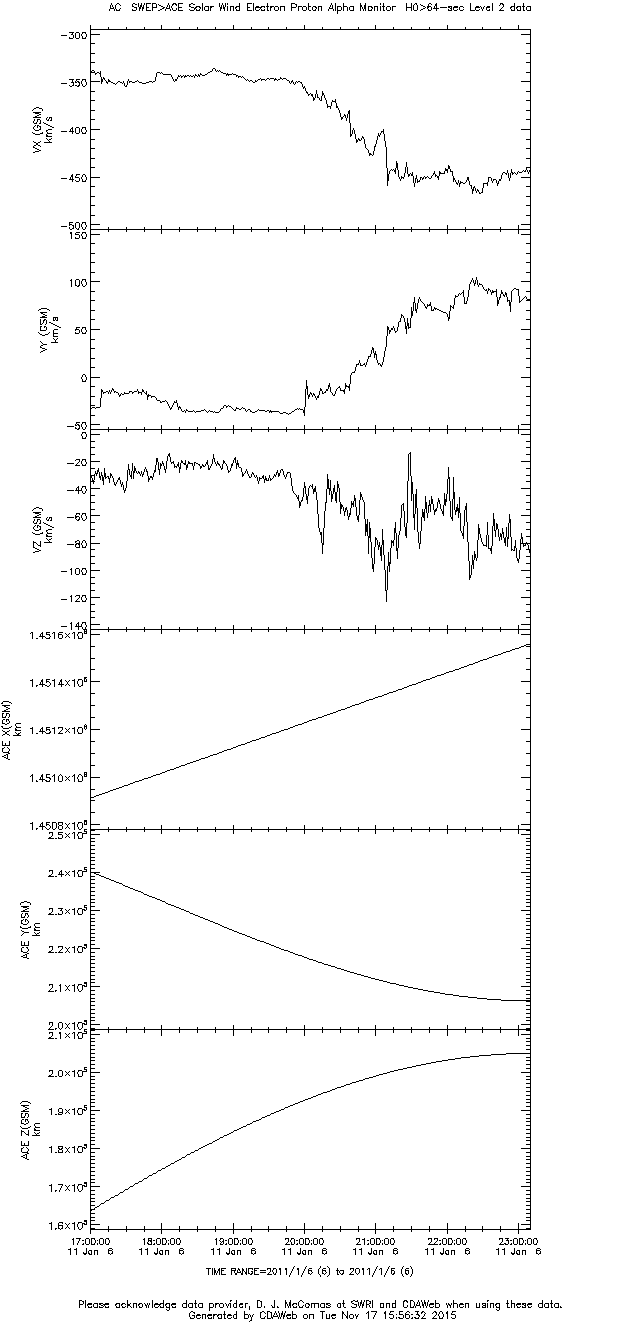 AC SWEP>ACE Solar Wind Electron Proton Alpha Monitor H0>64-sec Level 2 data
-300
-350
-400
-450
-500
VX (GSM)
km/s
150
100
50
0
-50
VY (GSM)
km/s
0
-20
-40
-60
-80
-100
-120
-140
VZ (GSM)
km/s
1.4516×10⁶
1.4514×10⁶
1.4512×10⁶
1.4510×10⁶
1.4508×10⁶
ACE X(GSM)
km
2.5×10⁵
2.4×10⁵
2.3×10⁵
2.2×10⁵
2.1×10⁵
2.0×10⁵
ACE Y(GSM)
km
2.1×10⁵
2.0×10⁵
1.9×10⁵
1.8×10⁵
1.7×10⁵
1.6×10⁵
ACE Z(GSM)
km
17:00:00 18:00:00 19:00:00 20:00:00 21:00:00 22:00:00 23:00:00
11 Jan 6 11 Jan 6 11 Jan 6 11 Jan 6 11 Jan 6 11 Jan 6 11 Jan 6
TIME RANGE=2011/1/6 (6) to 2011/1/6 (6)
Please acknowledge data provider, D. J. McComas at SWRI and CDAWeb when using these data.
Generated by CDAWeb on Tue Nov 17 15:56:32 2015